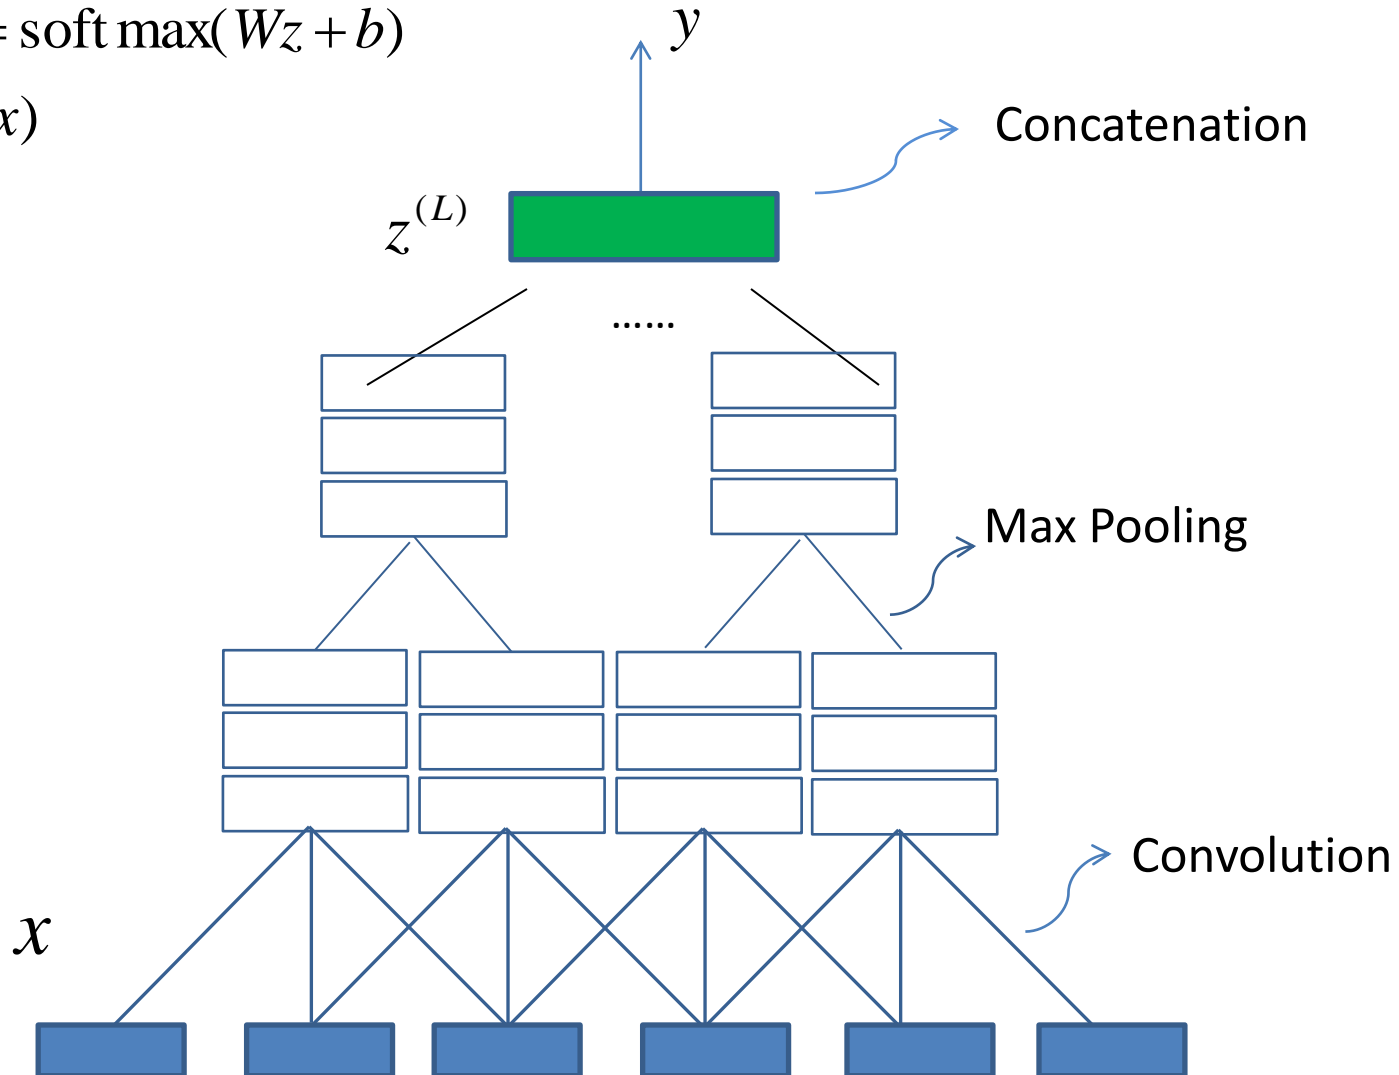 = soft max(Wz + b)
x)
y
Concatenation
z^(L)
......
Max Pooling
Convolution
x